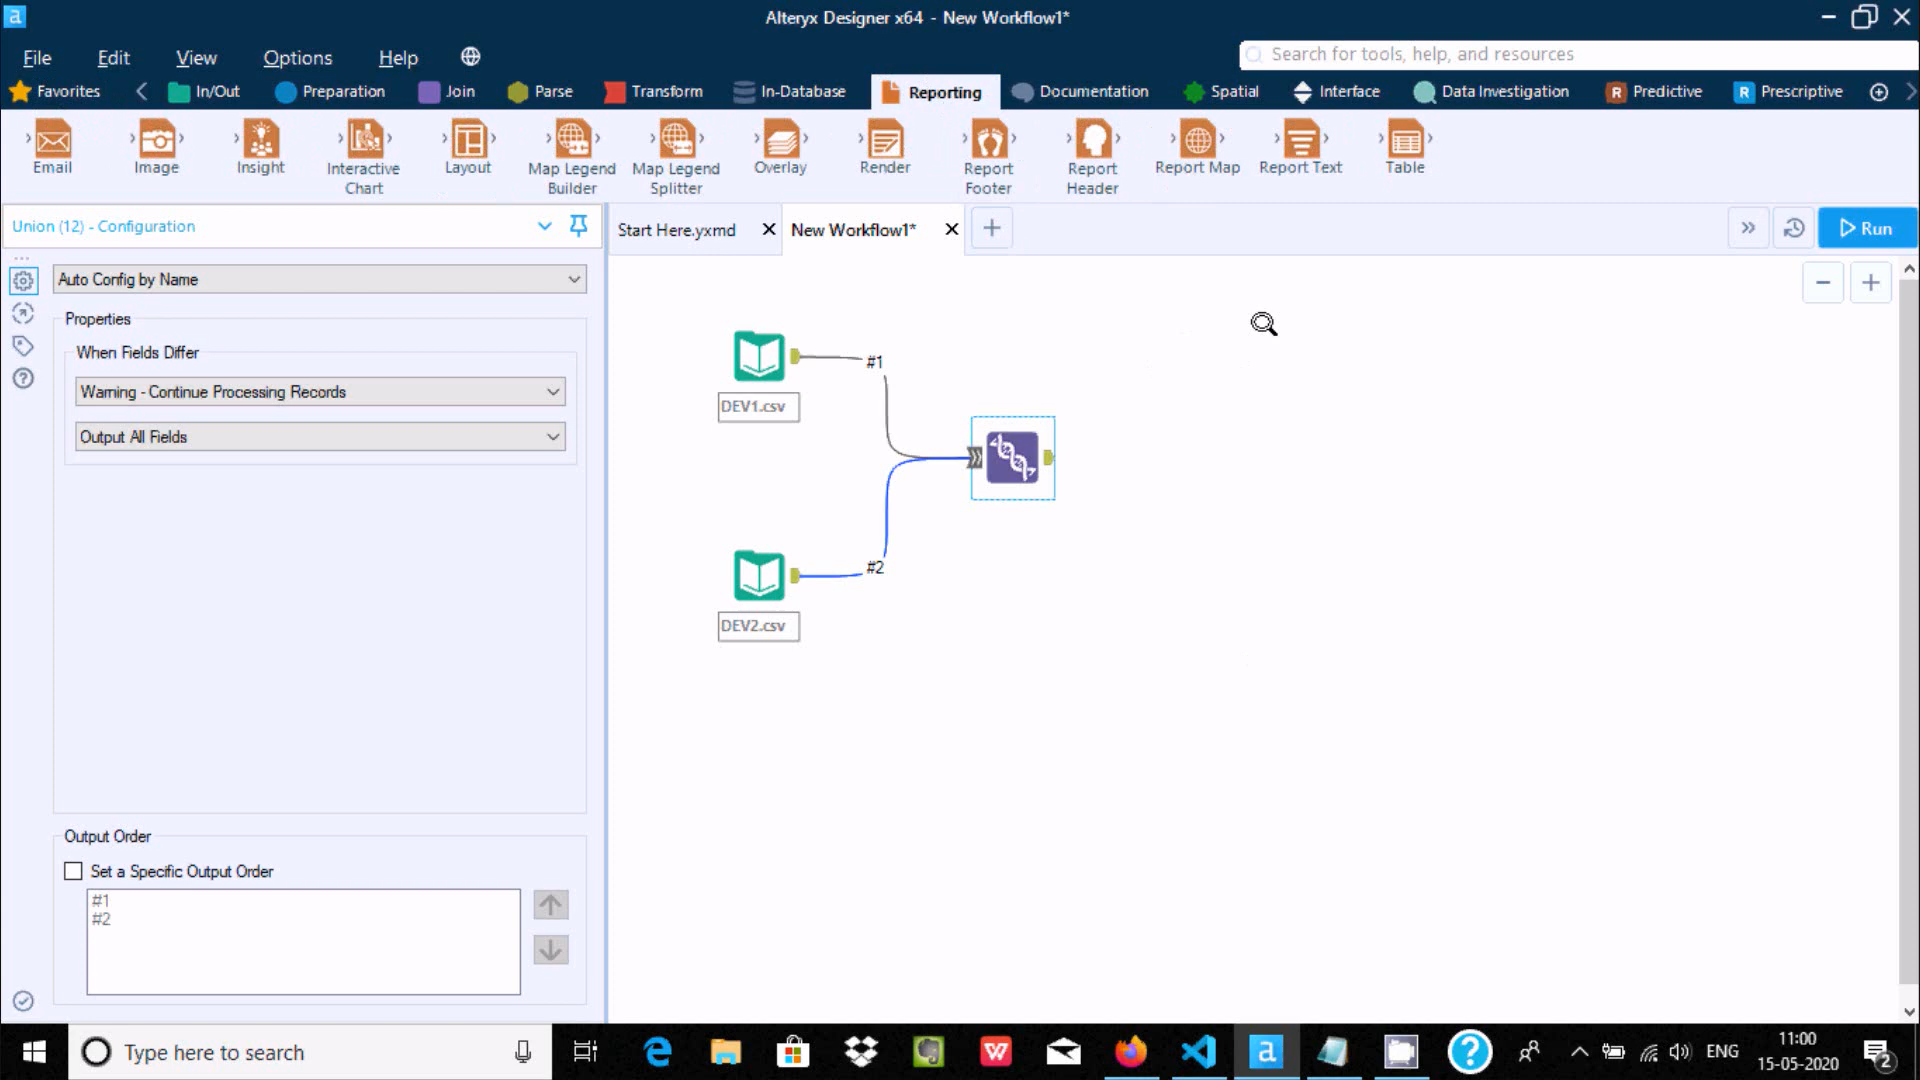 Alteryx Designer x64 - New Workflow1*
File Edit View Options Help
Search for tools, help, and resources
Favorites In/Out Preparation Join Parse Transform In-Database Reporting Documentation Spatial Interface Data Investigation Predictive Prescriptive
Email Image Insight Interactive Chart Layout Map Legend Builder Map Legend Splitter Overlay Render Report Footer Report Header Report Map Report Text Table
Union (12) - Configuration
Start Here.yxmd New Workflow1* Run
Auto Config by Name
Properties
When Fields Differ
Warning - Continue Processing Records
Output All Fields
#1
DEV1.csv
#2
DEV2.csv
Output Order
Set a Specific Output Order
#1
#2
Type here to search
ENG
11:00
15-05-2020
2